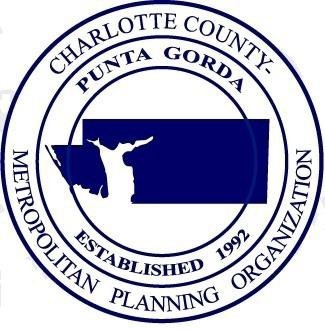 CHARLOTTE COUNTY-
PUNTA GORDA
METROPOLITAN PLANNING ORGANIZATION
ESTABLISHED 1992